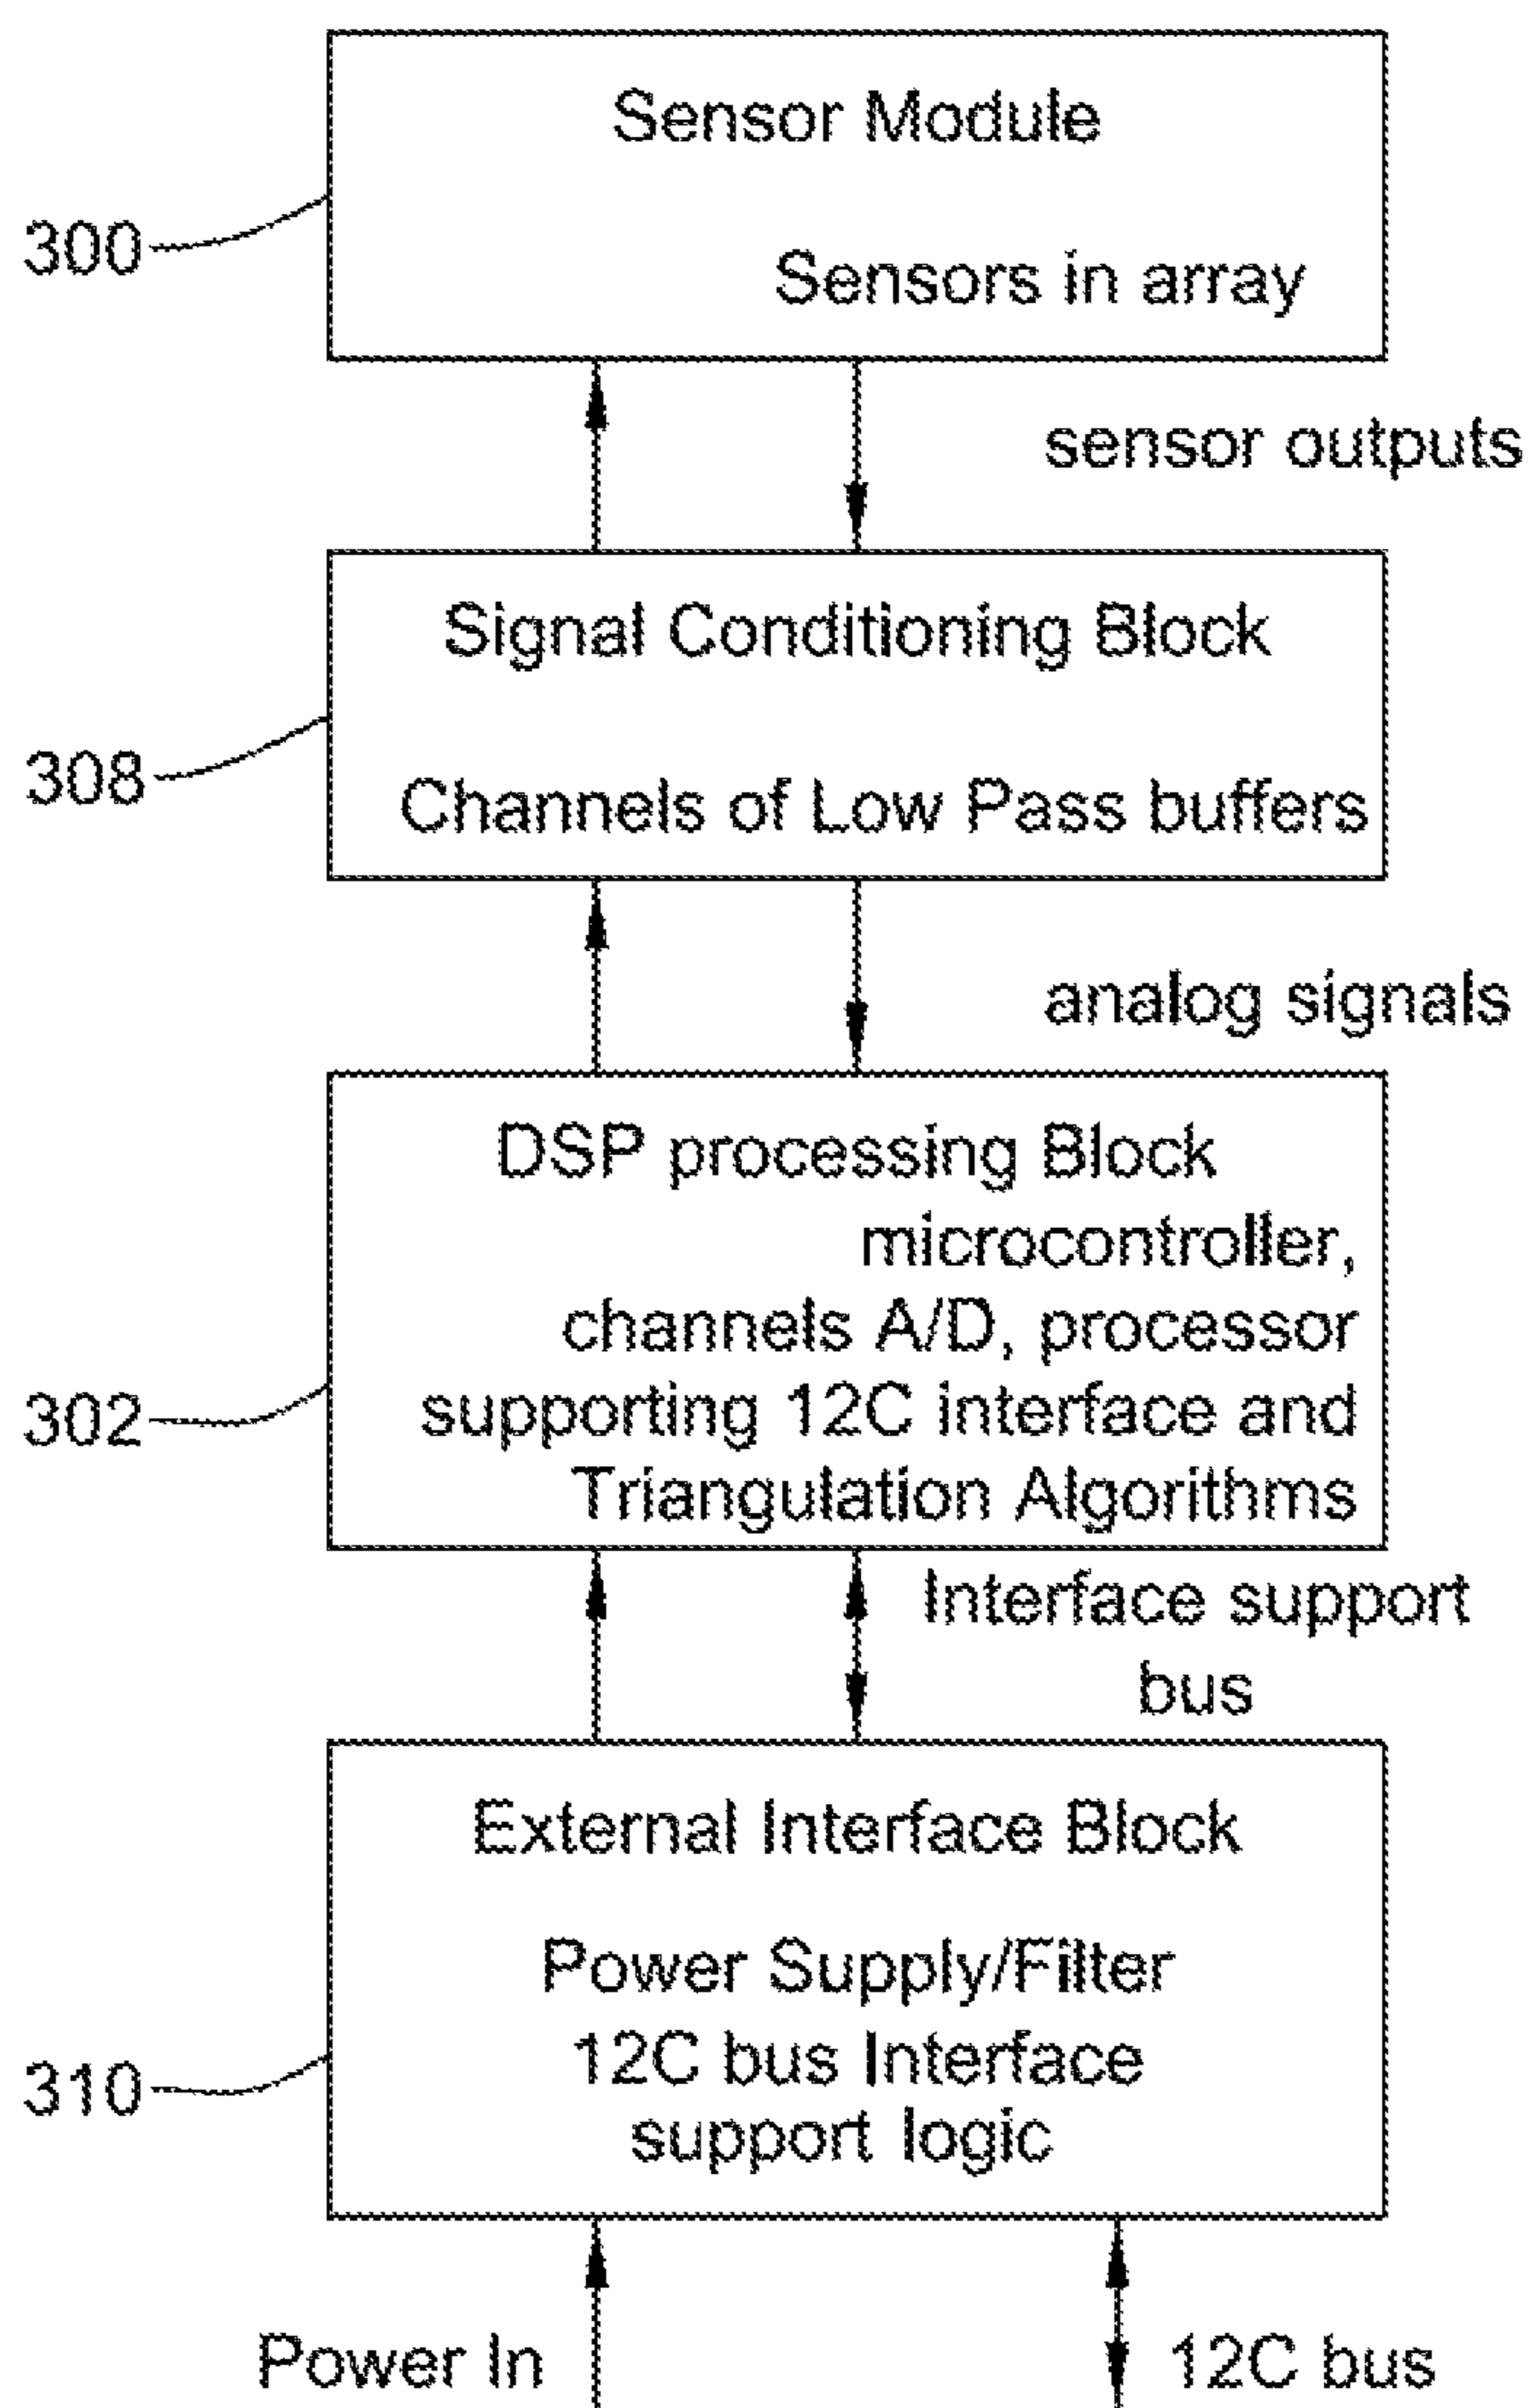 Sensor Module
Sensors in array
300
sensor outputs
Signal Conditioning Block
Channels of Low Pass buffers
308
analog signals
DSP processing Block
microcontroller,
channels A/D, processor
supporting 12C interface and
Triangulation Algorithms
302
Interface support
bus
External Interface Block
Power Supply/Filter
12C bus Interface
support logic
310
Power In
12C bus